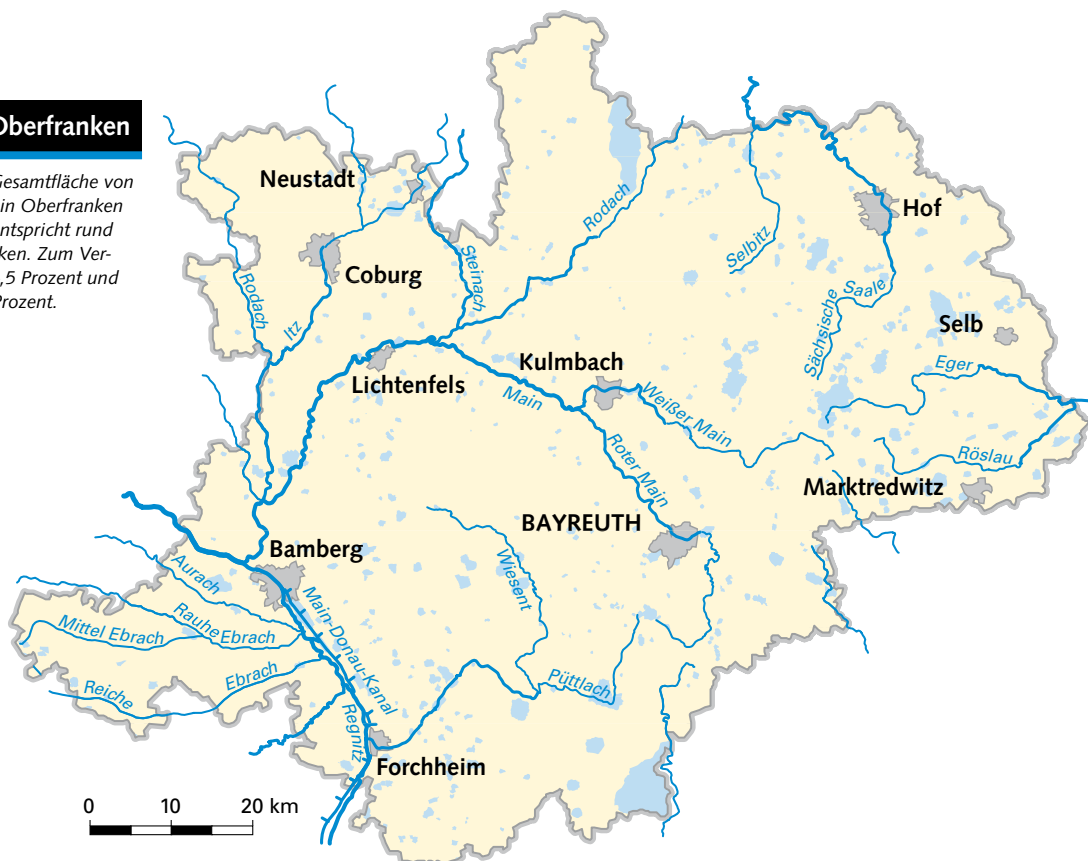 Oberfranken
Gesamtfläche von
in Oberfranken
ntspricht rund
ken. Zum Ver-
,5 Prozent und
Prozent.
Neustadt
Hof
Rodach
Selbitz
Steinach
Coburg
Rodach
Itz
Sächsische Saale
Selb
Kulmbach
Eger
Lichtenfels
Main
Weißer Main
Roter Main
Röslau
Marktredwitz
BAYREUTH
Bamberg
Wiesent
Aurach
Main-Donau-Kanal
Rauhe Ebrach
Mittel Ebrach
Reiche Ebrach
Püttlach
Regnitz
Forchheim
0 10 20 km